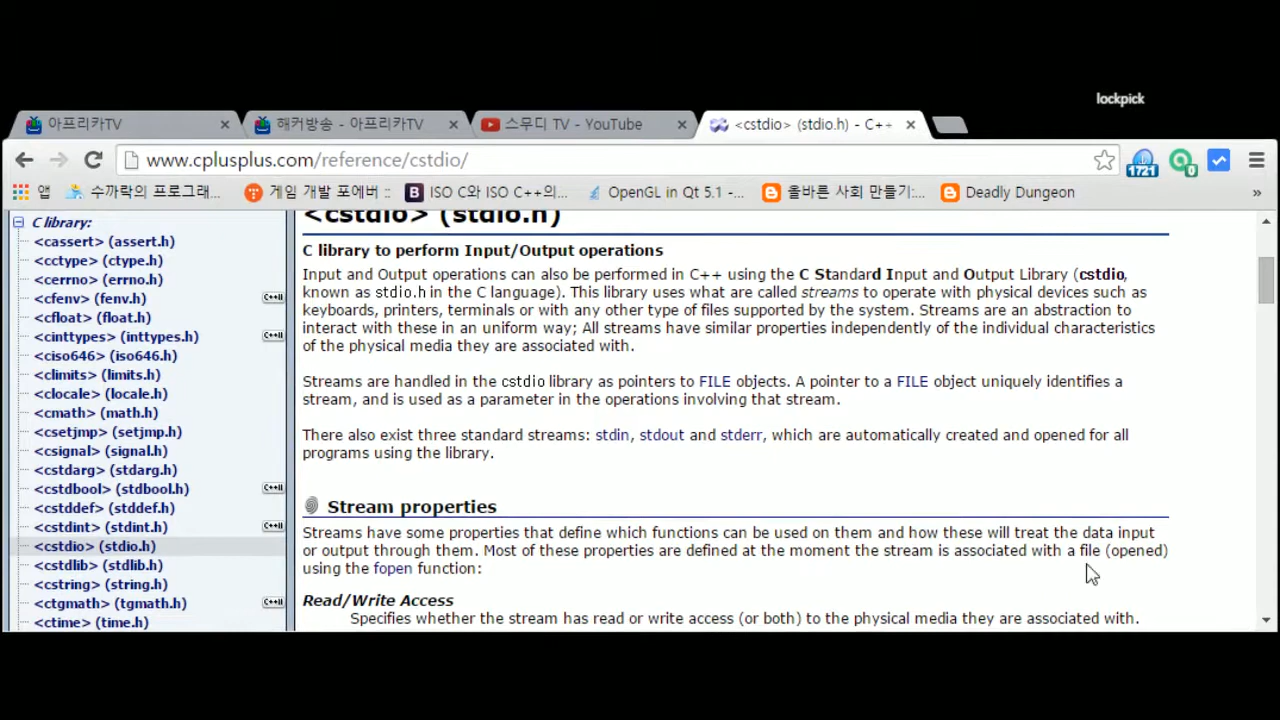 lockpick
아프리카TV
해커방송 - 아프리카TV
스무디 TV - YouTube
<cstdio> (stdio.h) - C++
www.cplusplus.com/reference/cstdio/
1721
0
앱
수까락의 프로그래...
게임 개발 포에버 ::
ISO C와 ISO C++의...
OpenGL in Qt 5.1 -...
올바른 사회 만들기:...
Deadly Dungeon
»
C library:
<cassert> (assert.h)
<cctype> (ctype.h)
<cerrno> (errno.h)
<cfenv> (fenv.h)
<cfloat> (float.h)
<cinttypes> (inttypes.h)
<ciso646> (iso646.h)
<climits> (limits.h)
<clocale> (locale.h)
<cmath> (math.h)
<csetjmp> (setjmp.h)
<csignal> (signal.h)
<cstdarg> (stdarg.h)
<cstdbool> (stdbool.h)
<cstddef> (stddef.h)
<cstdint> (stdint.h)
<cstdio> (stdio.h)
<cstdlib> (stdlib.h)
<cstring> (string.h)
<ctgmath> (tgmath.h)
<ctime> (time.h)
<cstdio> (stdio.h)
C library to perform Input/Output operations
Input and Output operations can also be performed in C++ using the C Standard Input and Output Library (cstdio,
known as stdio.h in the C language). This library uses what are called streams to operate with physical devices such as
keyboards, printers, terminals or with any other type of files supported by the system. Streams are an abstraction to
interact with these in an uniform way; All streams have similar properties independently of the individual characteristics
of the physical media they are associated with.
Streams are handled in the cstdio library as pointers to FILE objects. A pointer to a FILE object uniquely identifies a
stream, and is used as a parameter in the operations involving that stream.
There also exist three standard streams: stdin, stdout and stderr, which are automatically created and opened for all
programs using the library.
Stream properties
Streams have some properties that define which functions can be used on them and how these will treat the data input
or output through them. Most of these properties are defined at the moment the stream is associated with a file (opened)
using the fopen function:
Read/Write Access
Specifies whether the stream has read or write access (or both) to the physical media they are associated with.